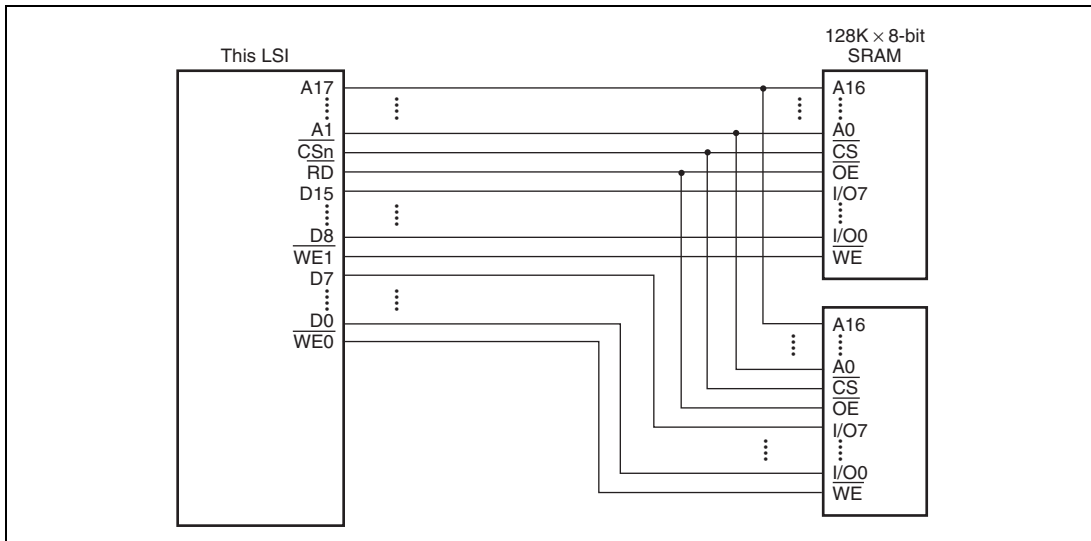 This LSI
A17
A1
CSn
RD
D15
D8
WE1
D7
D0
WE0
128K × 8-bit
SRAM
A16
A0
CS
OE
I/O7
I/O0
WE
A16
A0
CS
OE
I/O7
I/O0
WE